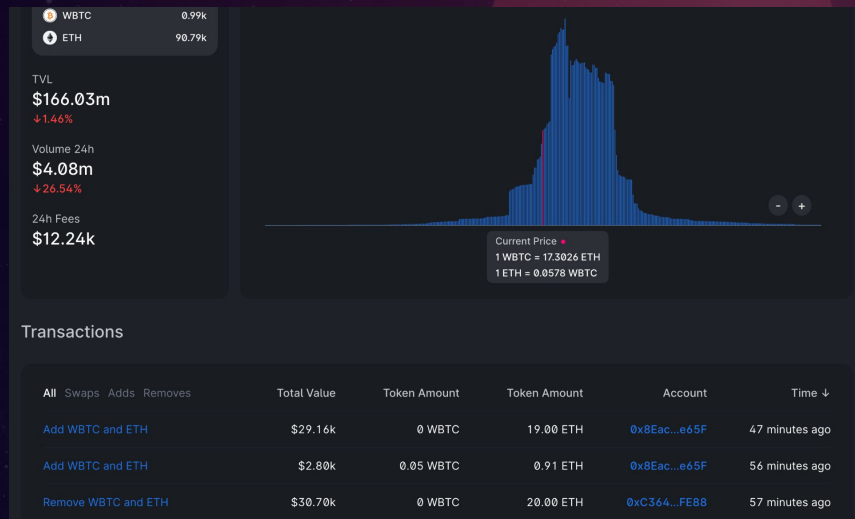 WBTC 0.99k
ETH 90.79k
TVL
$166.03m
↓1.46%
Volume 24h
$4.08m
↓26.54%
24h Fees
$12.24k
- +
Current Price
1 WBTC = 17.3026 ETH
1 ETH = 0.0578 WBTC
Transactions
All Swaps Adds Removes Total Value Token Amount Token Amount Account Time ↓
Add WBTC and ETH $29.16k 0 WBTC 19.00 ETH 0x8Eac...e65F 47 minutes ago
Add WBTC and ETH $2.80k 0.05 WBTC 0.91 ETH 0x8Eac...e65F 56 minutes ago
Remove WBTC and ETH $30.70k 0 WBTC 20.00 ETH 0xC364...FE88 57 minutes ago